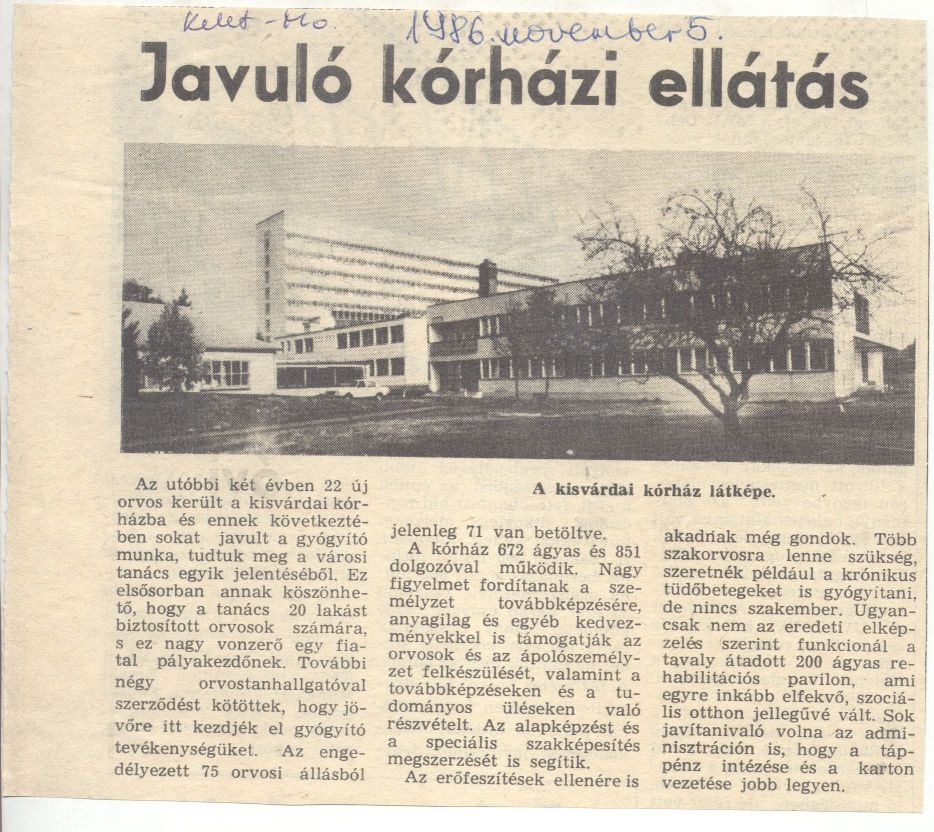 Kelet-Mo. 1986. november 5.
Javuló kórházi ellátás
A kisvárdai kórház látképe.
Az utóbbi két évben 22 új
orvos került a kisvárdai kór-
házba és ennek következté-
ben sokat javult a gyógyító
munka, tudtuk meg a városi
tanács egyik jelentéséből. Ez
elsősorban annak köszönhe-
tő, hogy a tanács 20 lakást
biztosított orvosok számára,
s ez nagy vonzerő egy fia-
tal pályakezdőnek. További
négy orvostanhallgatóval
szerződést kötöttek, hogy jö-
vőre itt kezdjék el gyógyító
tevékenységüket. Az enge-
délyezett 75 orvosi állásból
jelenleg 71 van betöltve.
A kórház 672 ágyas és 851
dolgozóval működik. Nagy
figyelmet fordítanak a sze-
mélyzet továbbképzésére,
anyagilag és egyéb kedvez-
ményekkel is támogatják az
orvosok és az ápolószemély-
zet felkészülését, valamint a
továbbképzéseken és a tu-
dományos üléseken való
részvételt. Az alapképzést és
a speciális szakképesítés
megszerzését is segítik.
Az erőfeszítések ellenére is
akadnak még gondok. Több
szakorvosra lenne szükség,
szeretnék például a krónikus
tüdőbetegeket is gyógyítani,
de nincs szakember. Ugyan-
csak nem az eredeti elkép-
zelés szerint funkcionál a
tavaly átadott 200 ágyas re-
habilitációs pavilon, ami
egyre inkább elfekvő, szociá-
lis otthon jellegűvé vált. Sok
javítanivaló volna az admi-
nisztráción is, hogy a táp-
pénz intézése és a karton
vezetése jobb legyen.